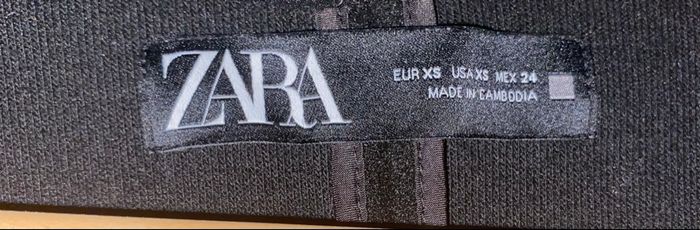 ZARA
EUR XS USA XS MEX 24
MADE IN CAMBODIA